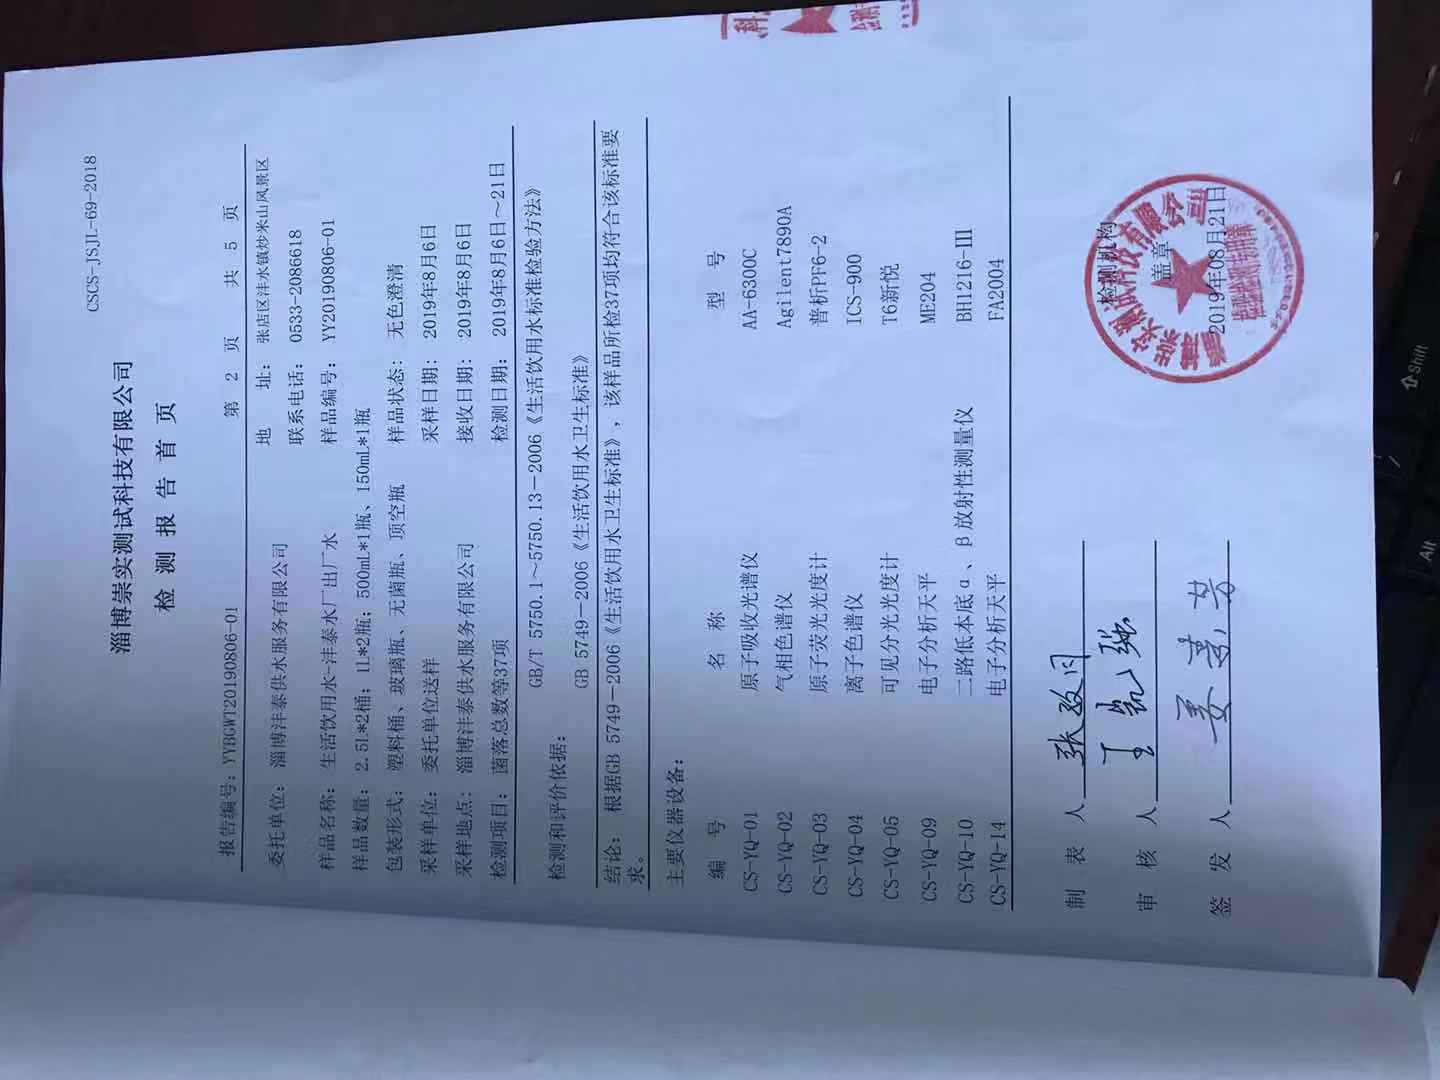 CSCS-JSJL-69-2018
淄博崇实测试科技有限公司
检 测 报 告 首 页
报告编号：YYBGWT20190806-01 第 2 页 共 5 页
委托单位： 淄博沣泰供水服务有限公司 地 址： 张店区沣水镇炒米山风景区
联系电话： 0533-2086618
样品名称： 生活饮用水-沣泰水厂出厂水 样品编号： YY20190806-01
样品数量： 2.5l*2桶；1L*2瓶；500mL*1瓶、150mL*1瓶
包装形式： 塑料桶、玻璃瓶、无菌瓶、顶空瓶 样品状态： 无色澄清
采样单位： 委托单位送样 采样日期： 2019年8月6日
采样地点： 淄博沣泰供水服务有限公司 接收日期： 2019年8月6日
检测项目： 菌落总数等37项 检测日期： 2019年8月6日～21日
GB/T 5750.1～5750.13-2006《生活饮用水标准检验方法》
检测和评价依据：
GB 5749-2006《生活饮用水卫生标准》
结论： 根据GB 5749-2006《生活饮用水卫生标准》，该样品所检37项均符合该标准要
求。
主要仪器设备：
编 号 名 称 型 号
CS-YQ-01 原子吸收光谱仪 AA-6300C
CS-YQ-02 气相色谱仪 Agilent7890A
CS-YQ-03 原子荧光光度计 普析PF6-2
CS-YQ-04 离子色谱仪 ICS-900
CS-YQ-05 可见分光光度计 T6新悦
CS-YQ-09 电子分析天平 ME204
CS-YQ-10 二路低本底α、β放射性测量仪 BH1216-III
CS-YQ-14 电子分析天平 FA2004
制 表 人 检测机构
审 核 人 盖章
签 发 人 2019年08月21日
Shift
Alt